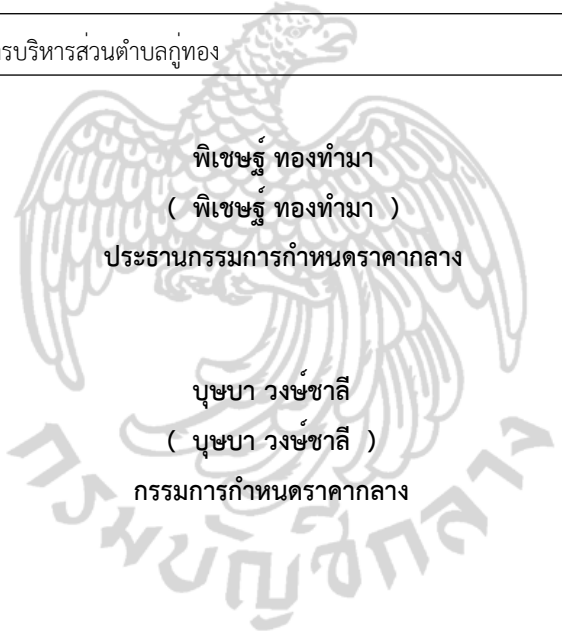 รบริหารส่วนตำบลกู่ทอง
พิเชษฐ์ ทองทำมา
( พิเชษฐ์ ทองทำมา )
ประธานกรรมการกำหนดราคากลาง
บุษบา วงษ์ชาลี
( บุษบา วงษ์ชาลี )
กรรมการกำหนดราคากลาง
กรมบัญชีกลาง